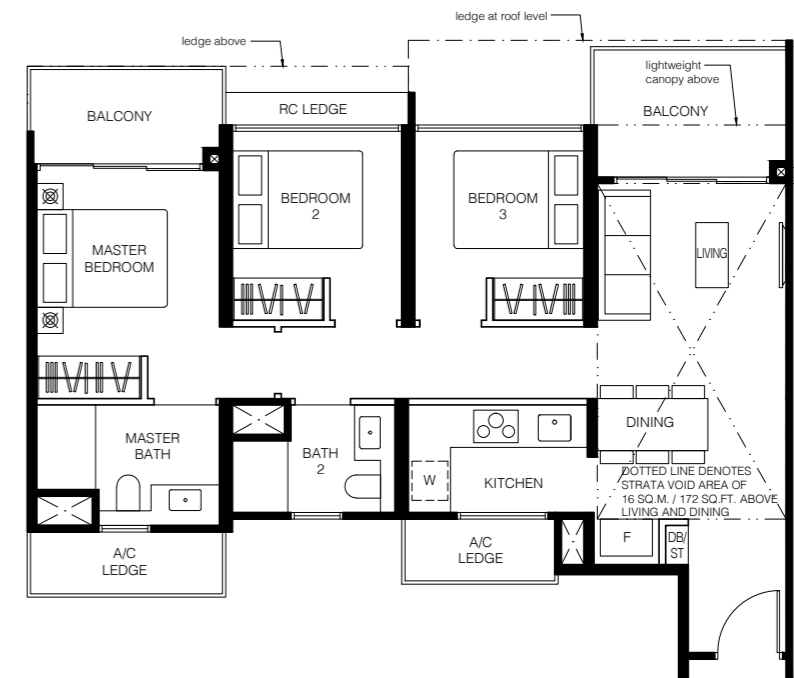 ledge at roof level
ledge above
lightweight
canopy above
BALCONY
RC LEDGE
BALCONY
BEDROOM
2
BEDROOM
3
MASTER
BEDROOM
LIVING
DINING
MASTER
BATH
BATH
2
W
KITCHEN
DOTTED LINE DENOTES
STRATA VOID AREA OF
16 SQ.M. / 172 SQ.FT. ABOVE
LIVING AND DINING
F
DB/
ST
A/C
LEDGE
A/C
LEDGE